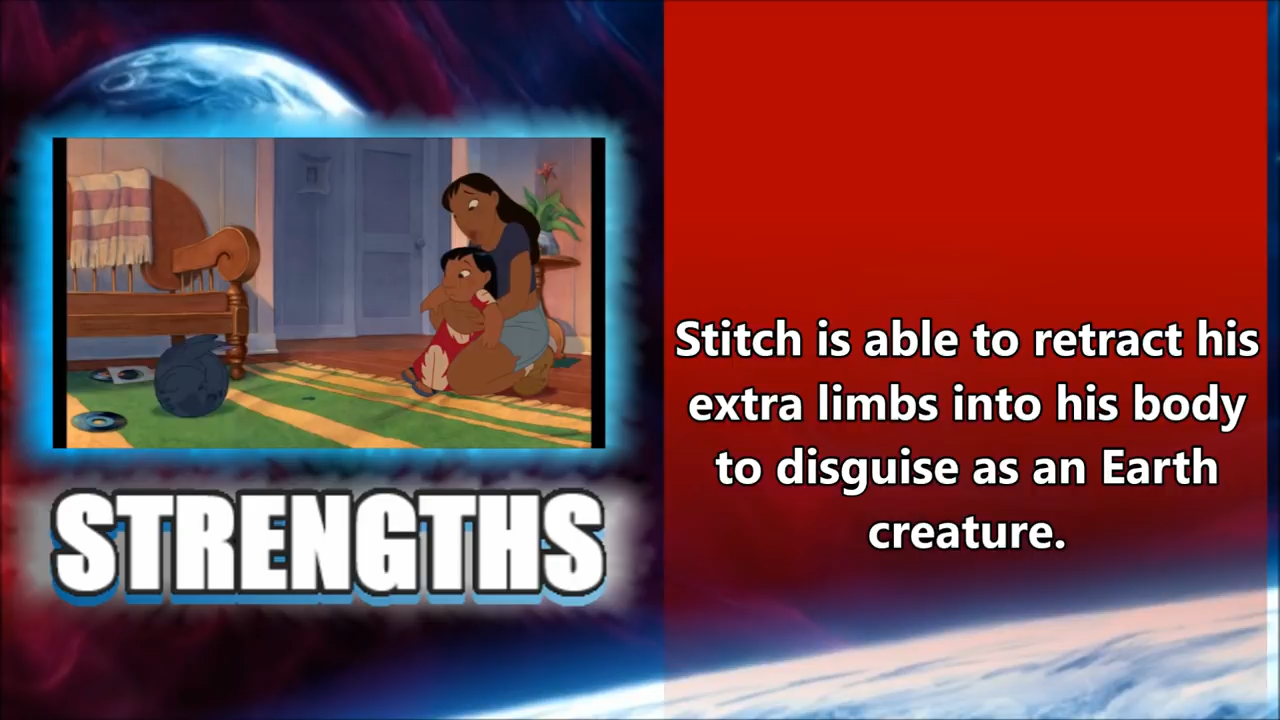 STRENGTHS
Stitch is able to retract his
extra limbs into his body
to disguise as an Earth
creature.